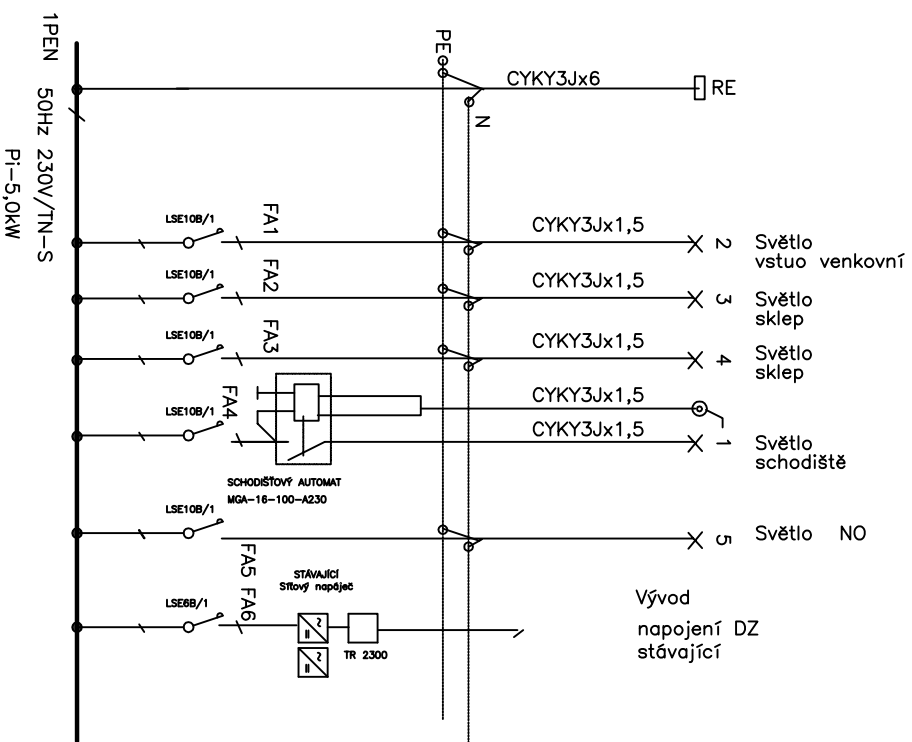 1PEN
50Hz 230V/TN-S
Pi-5,0kW
PE
N
CYKY3Jx6
RE
LSE10B/1
FA1
CYKY3Jx1,5
2
Světlo
vstuo venkovní
LSE10B/1
FA2
CYKY3Jx1,5
3
Světlo
sklep
LSE10B/1
FA3
CYKY3Jx1,5
4
Světlo
sklep
CYKY3Jx1,5
LSE10B/1
FA4
CYKY3Jx1,5
1
Světlo
schodiště
SCHODIŠŤOVÝ AUTOMAT
MGA-16-100-A230
LSE10B/1
FA5
5
Světlo NO
LSE6B/1
FA6
STÁVAJÍCÍ
Síťový napáječ
TR 2300
Vývod
napojení DZ
stávající